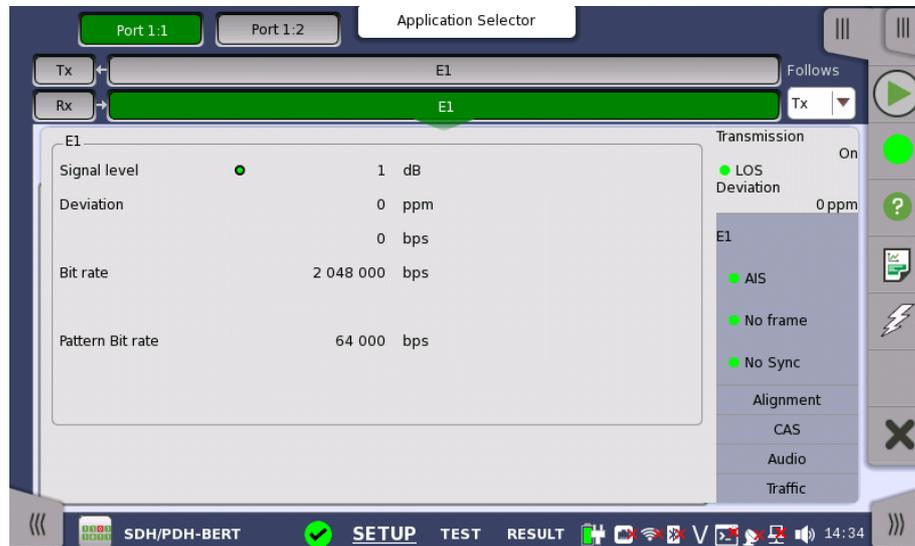 Port 1:1 Port 1:2 Application Selector
Tx E1 Follows
Rx E1 Tx
E1 Transmission
On
Signal level 1 dB LOS
Deviation
Deviation 0 ppm 0 ppm
0 bps E1
Bit rate 2 048 000 bps AIS
No frame
Pattern Bit rate 64 000 bps
No Sync
Alignment
CAS
Audio
Traffic
SDH/PDH-BERT SETUP TEST RESULT 14:34